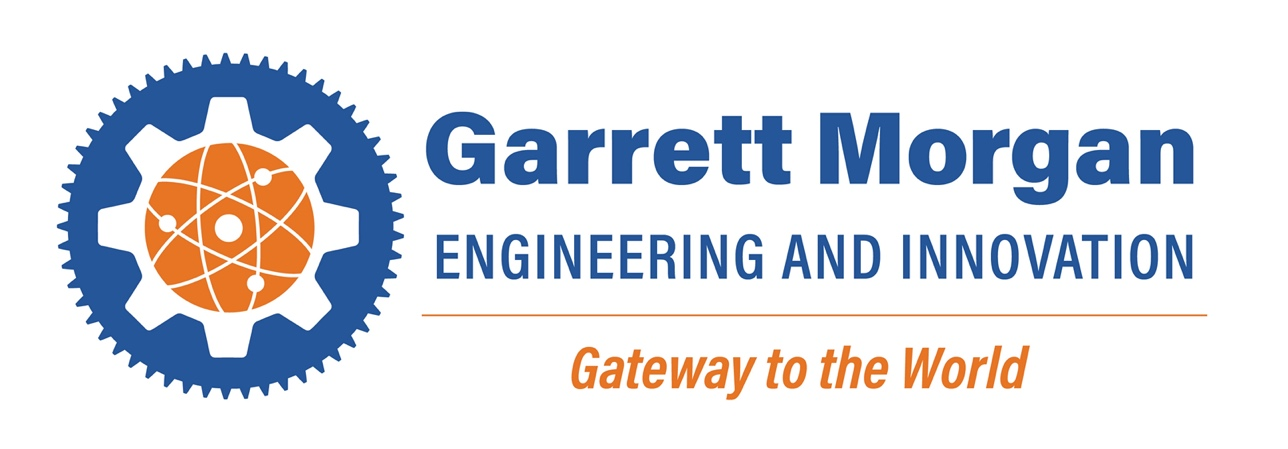 Garrett Morgan
ENGINEERING AND INNOVATION
Gateway to the World